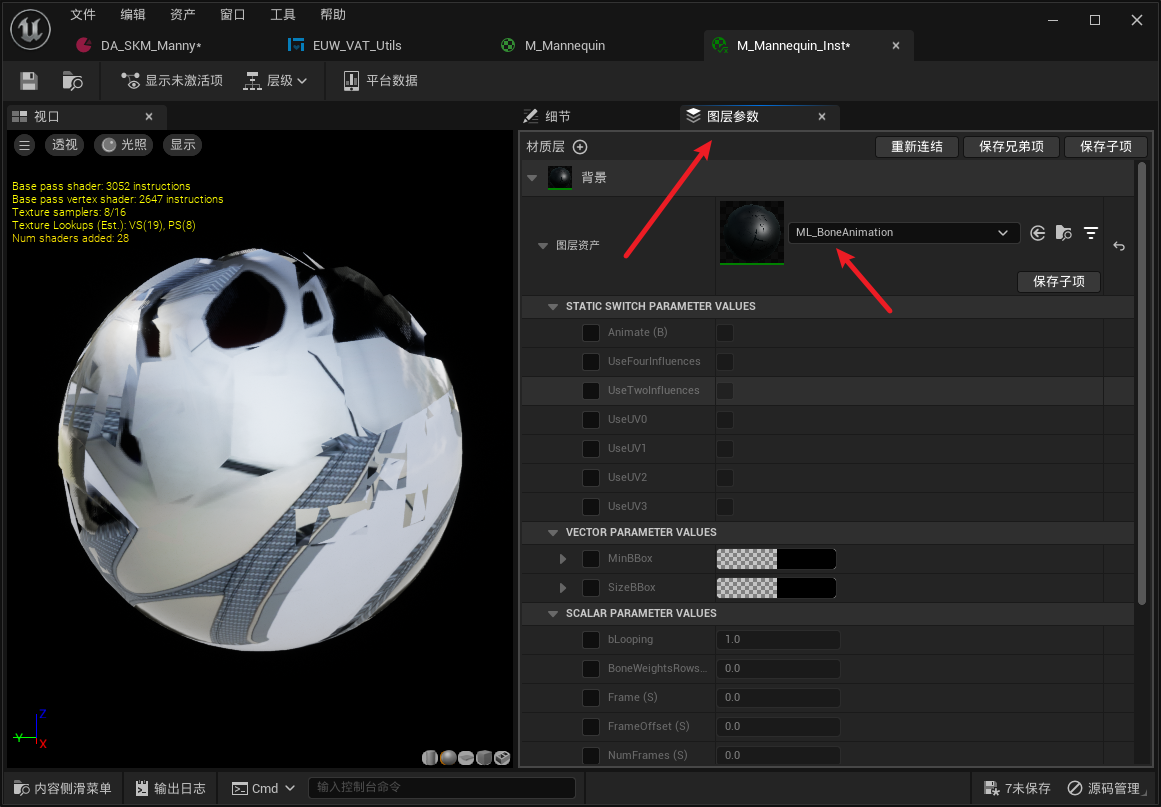 文件 编辑 资产 窗口 工具 帮助
DA_SKM_Manny* EUW_VAT_Utils M_Mannequin M_Mannequin_Inst*
显示未激活项 层级 平台数据
视口 细节 图层参数
透视 光照 显示
材质层 重新连结 保存兄弟项 保存子项
背景
Base pass shader: 3052 instructions
Base pass vertex shader: 2647 instructions
Texture samplers: 8/16
Texture Lookups (Est.): VS(19), PS(8)
Num shaders added: 28
图层资产 ML_BoneAnimation
保存子项
STATIC SWITCH PARAMETER VALUES
Animate (B)
UseFourInfluences
UseTwoInfluences
UseUV0
UseUV1
UseUV2
UseUV3
VECTOR PARAMETER VALUES
MinBBox
SizeBBox
SCALAR PARAMETER VALUES
bLooping 1.0
BoneWeightsRows... 0.0
Frame (S) 0.0
FrameOffset (S) 0.0
NumFrames (S) 0.0
Z
Y
X
内容侧滑菜单 输出日志 Cmd 输入控制台命令 7未保存 源码管理